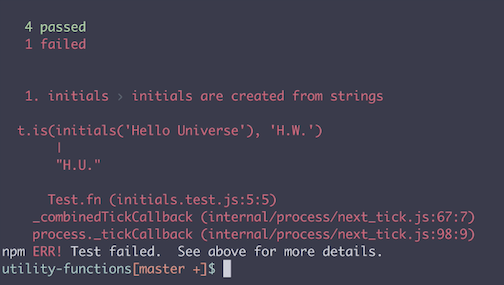 4 passed
1 failed
1. initials › initials are created from strings
t.is(initials('Hello Universe'), 'H.W.')
|
"H.U."
Test.fn (initials.test.js:5:5)
_combinedTickCallback (internal/process/next_tick.js:67:7)
process._tickCallback (internal/process/next_tick.js:98:9)
npm ERR! Test failed.  See above for more details.
utility-functions[master +]$